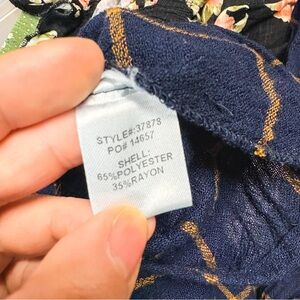 STYLE#:37878
PO# 14657
SHELL:
65%POLYESTER
35%RAYON